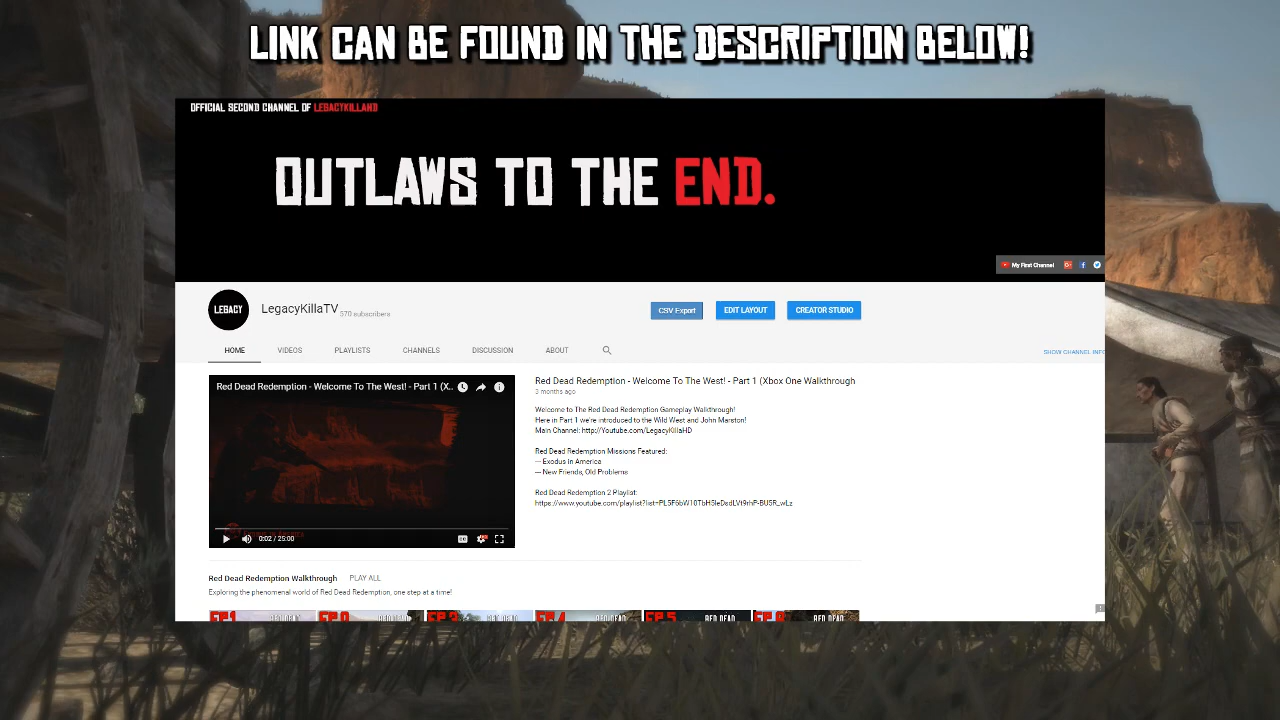 LINK CAN BE FOUND IN THE DESCRIPTION BELOW!
OFFICIAL SECOND CHANNEL OF LEGACYKILLAHD
OUTLAWS TO THE END.
My First Channel
LEGACY
LegacyKillaTV 570 subscribers
CSV Export EDIT LAYOUT CREATOR STUDIO
HOME VIDEOS PLAYLISTS CHANNELS DISCUSSION ABOUT
SHOW CHANNEL INFO
Red Dead Redemption - Welcome To The West! - Part 1 (X..
0:02 / 25:00
Red Dead Redemption - Welcome To The West! - Part 1 (Xbox One Walkthrough
3 months ago
Welcome to The Red Dead Redemption Gameplay Walkthrough!
Here in Part 1 we're introduced to the Wild West and John Marston!
Main Channel: http://Youtube.com/LegacyKillaHD
Red Dead Redemption Missions Featured:
— Exodus in America
— New Friends, Old Problems
Red Dead Redemption 2 Playlist:
Red Dead Redemption Walkthrough PLAY ALL
Exploring the phenomenal world of Red Dead Redemption, one step at a time!